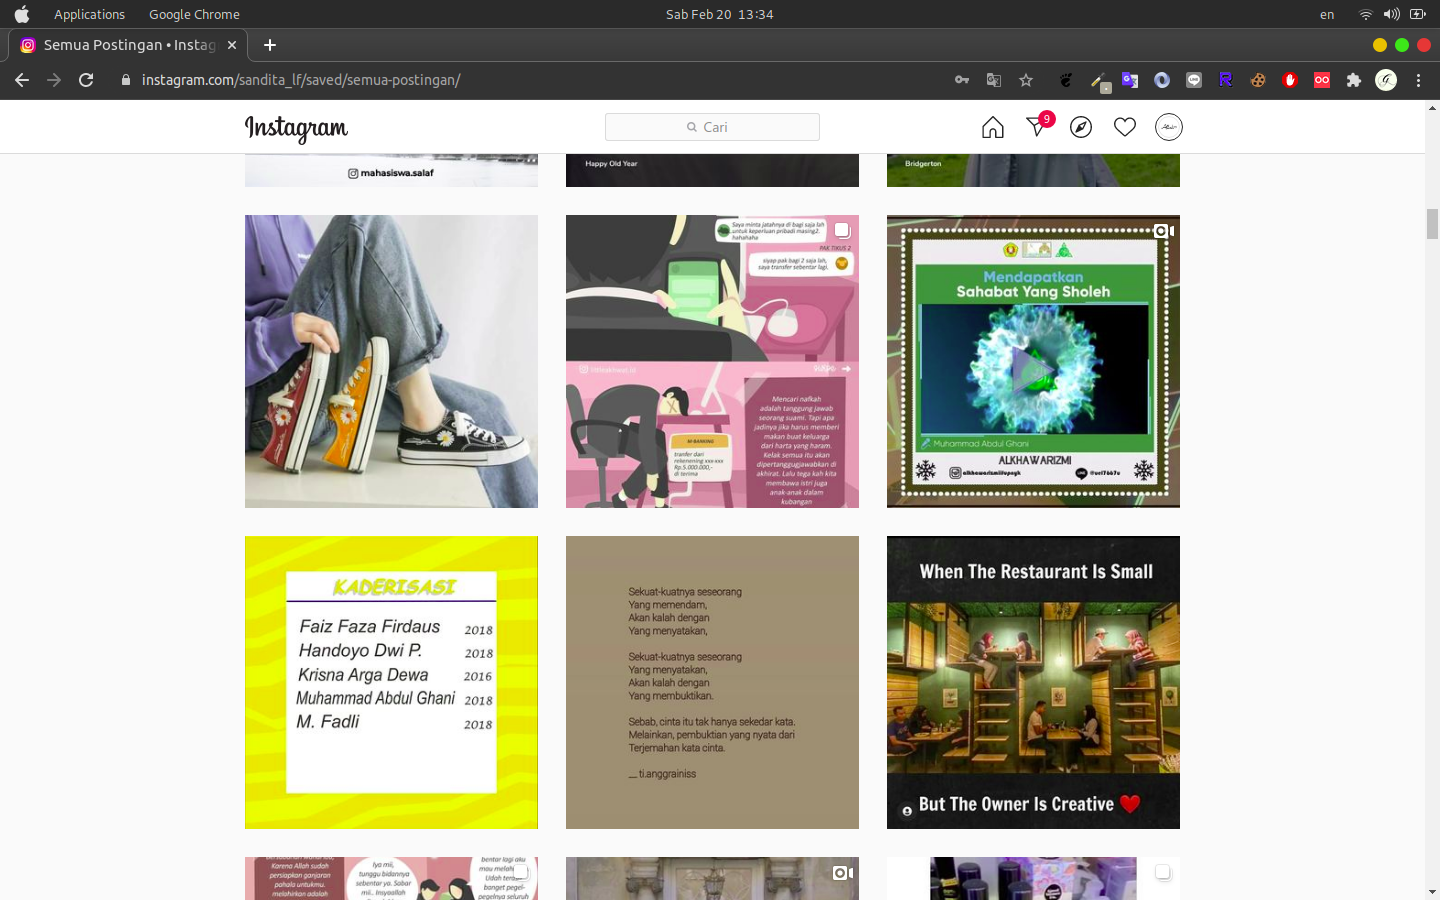 Applications
Google Chrome
Sab Feb 20 13:34
en
Semua Postingan • Instag
instagram.com/sandita_lf/saved/semua-postingan/
Instagram
Cari
9
mahasiswa.salaf
Happy Old Year
Bridgerton
Saya minta jatahnya di bagi saja lah
untuk keperluan pribadi masing2.
hahahaha
PAK TIKUS 2
siyap pak bagi 2 saja lah,
saya transfer sebentar lagi.
Mencari nafkah
adalah tanggung jawab
seorang suami. Tapi apa
jadinya jika harus memberi
makan buat keluarga
dari harta yang haram.
Kelak semua itu akan
dipertanggugjawabkan di
akhirat. Lalu tega kah kita
membawa istri juga
anak-anak dalam
kubangan
M-BANKING
tranfer dari
rekenening xxx-xxx
Rp.5.000.000,-
di terima
Mendapatkan
Sahabat Yang Sholeh
Muhammad Abdul Ghani
ALKHAWARIZMI
KADERISASI
Faiz Faza Firdaus 2018
Handoyo Dwi P. 2018
Krisna Arga Dewa 2016
Muhammad Abdul Ghani 2018
M. Fadli 2018
Sekuat-kuatnya seseorang
Yang memendam,
Akan kalah dengan
Yang menyatakan,
Sekuat-kuatnya seseorang
Yang menyatakan,
Akan kalah dengan
Yang membuktikan.
Sebab, cinta itu tak hanya sekedar kata.
Melainkan, pembuktian yang nyata dari
Terjemahan kata cinta.
__ ti.anggrainiss
When The Restaurant Is Small
But The Owner Is Creative
Karena Allah sudah
persiapkan ganjaran
pahala untukmu.
melahirkan adalah
Iya mii,
tunggu bidannya
sebentar ya. Sabar
mii.. Insyaallah
bentar lagi aku
mau melahi
Udah tera
banget pegel-
pegelnya seluruh